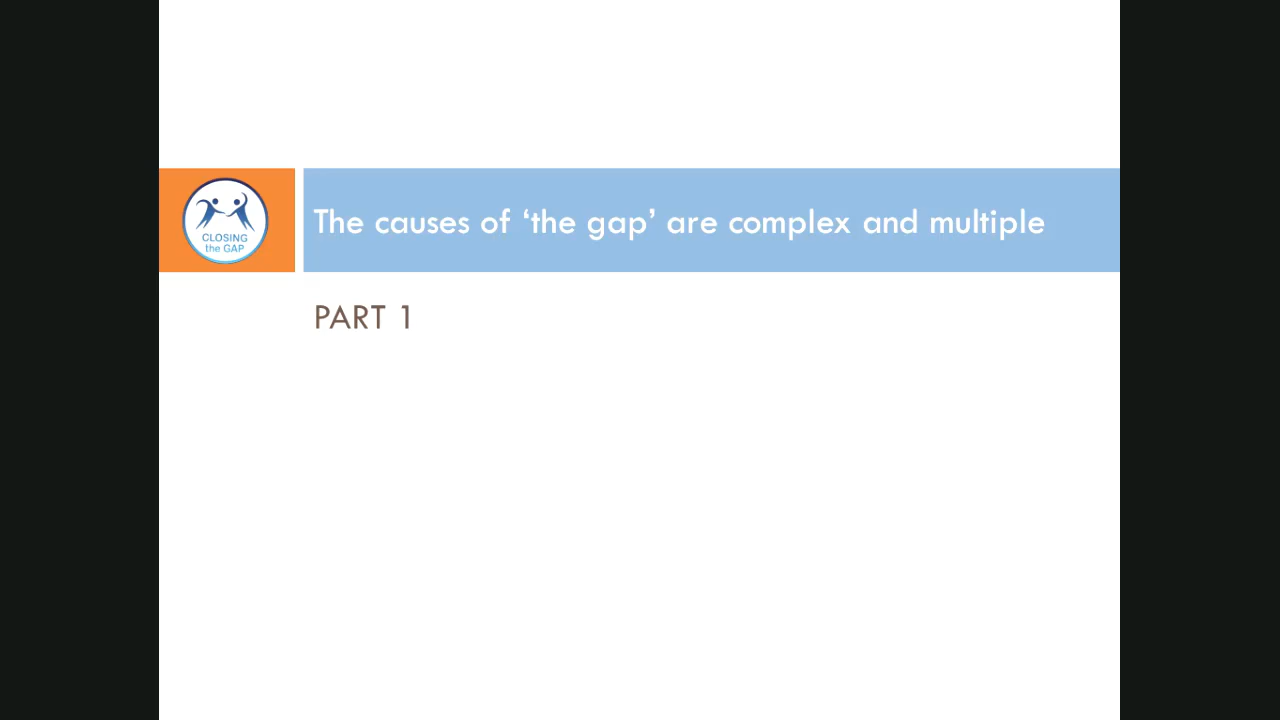 CLOSING
the GAP
The causes of ‘the gap’ are complex and multiple
PART 1